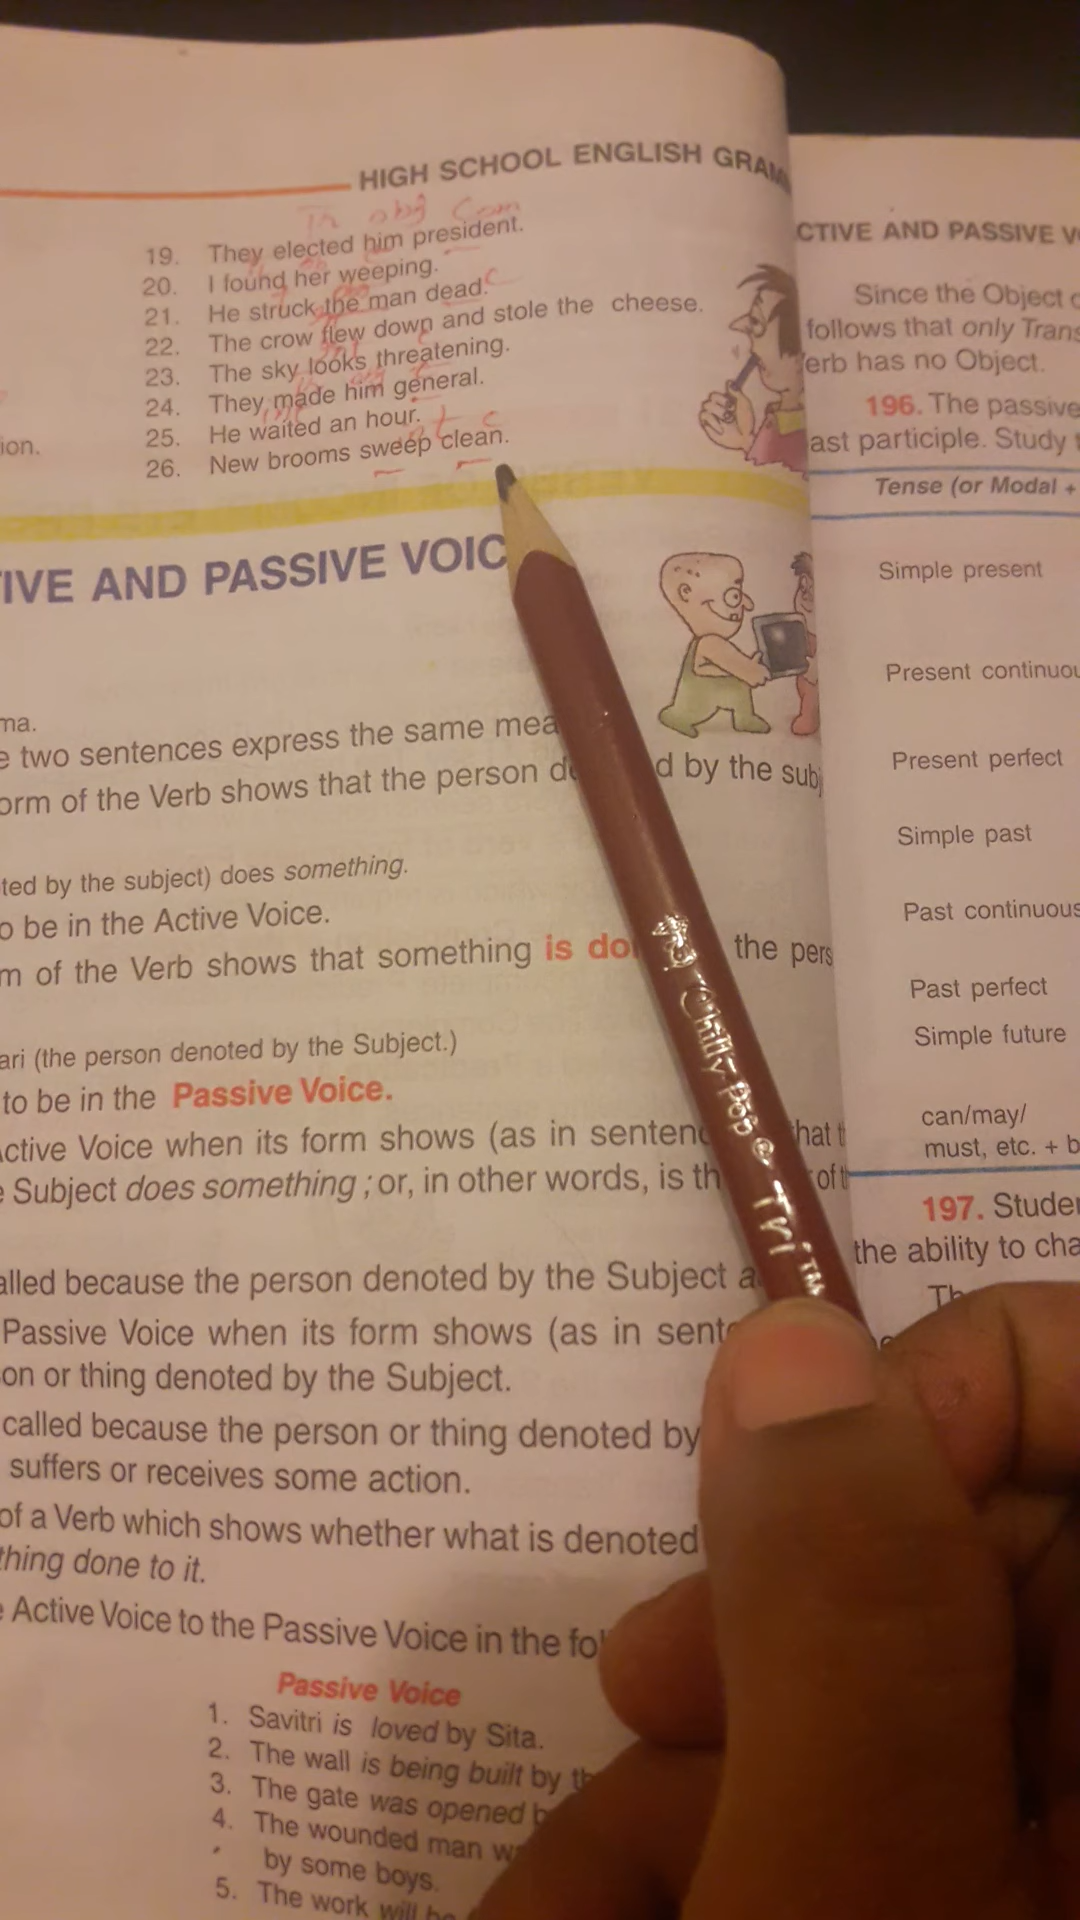 HIGH SCHOOL ENGLISH
In obj Com
19. They elected him president.
20. I found her weeping.
21. He struck the man dead.
22. The crow flew down and stole the cheese.
23. The sky looks threatening.
24. They made him general.
25. He waited an hour.
26. New brooms sweep clean.
ion.
IVE AND PASSIVE VOIC
ma.
e two sentences express the same mea
orm of the Verb shows that the person d d by the subj
ted by the subject) does something.
o be in the Active Voice.
m of the Verb shows that something is do the pers
ari (the person denoted by the Subject.)
to be in the Passive Voice.
Active Voice when its form shows (as in sentenc hat t
e Subject does something ; or, in other words, is th of t
alled because the person denoted by the Subject a
Passive Voice when its form shows (as in sent
on or thing denoted by the Subject.
called because the person or thing denoted by
suffers or receives some action.
of a Verb which shows whether what is denoted
thing done to it.
e Active Voice to the Passive Voice in the fo
Passive Voice
1. Savitri is loved by Sita.
2. The wall is being built by th
3. The gate was opened b
4. The wounded man w
by some boys.
5. The work will be
CTIVE AND PASSIVE V
Since the Object
follows that only Trans
erb has no Object.
196. The passive
ast participle. Study
Tense (or Modal +
Simple present
Present continuou
Present perfect
Simple past
Past continuous
Past perfect
Simple future
can/may/
must, etc. + b
197. Studen
the ability to cha
Th
Chilly Pop @ Tri TM